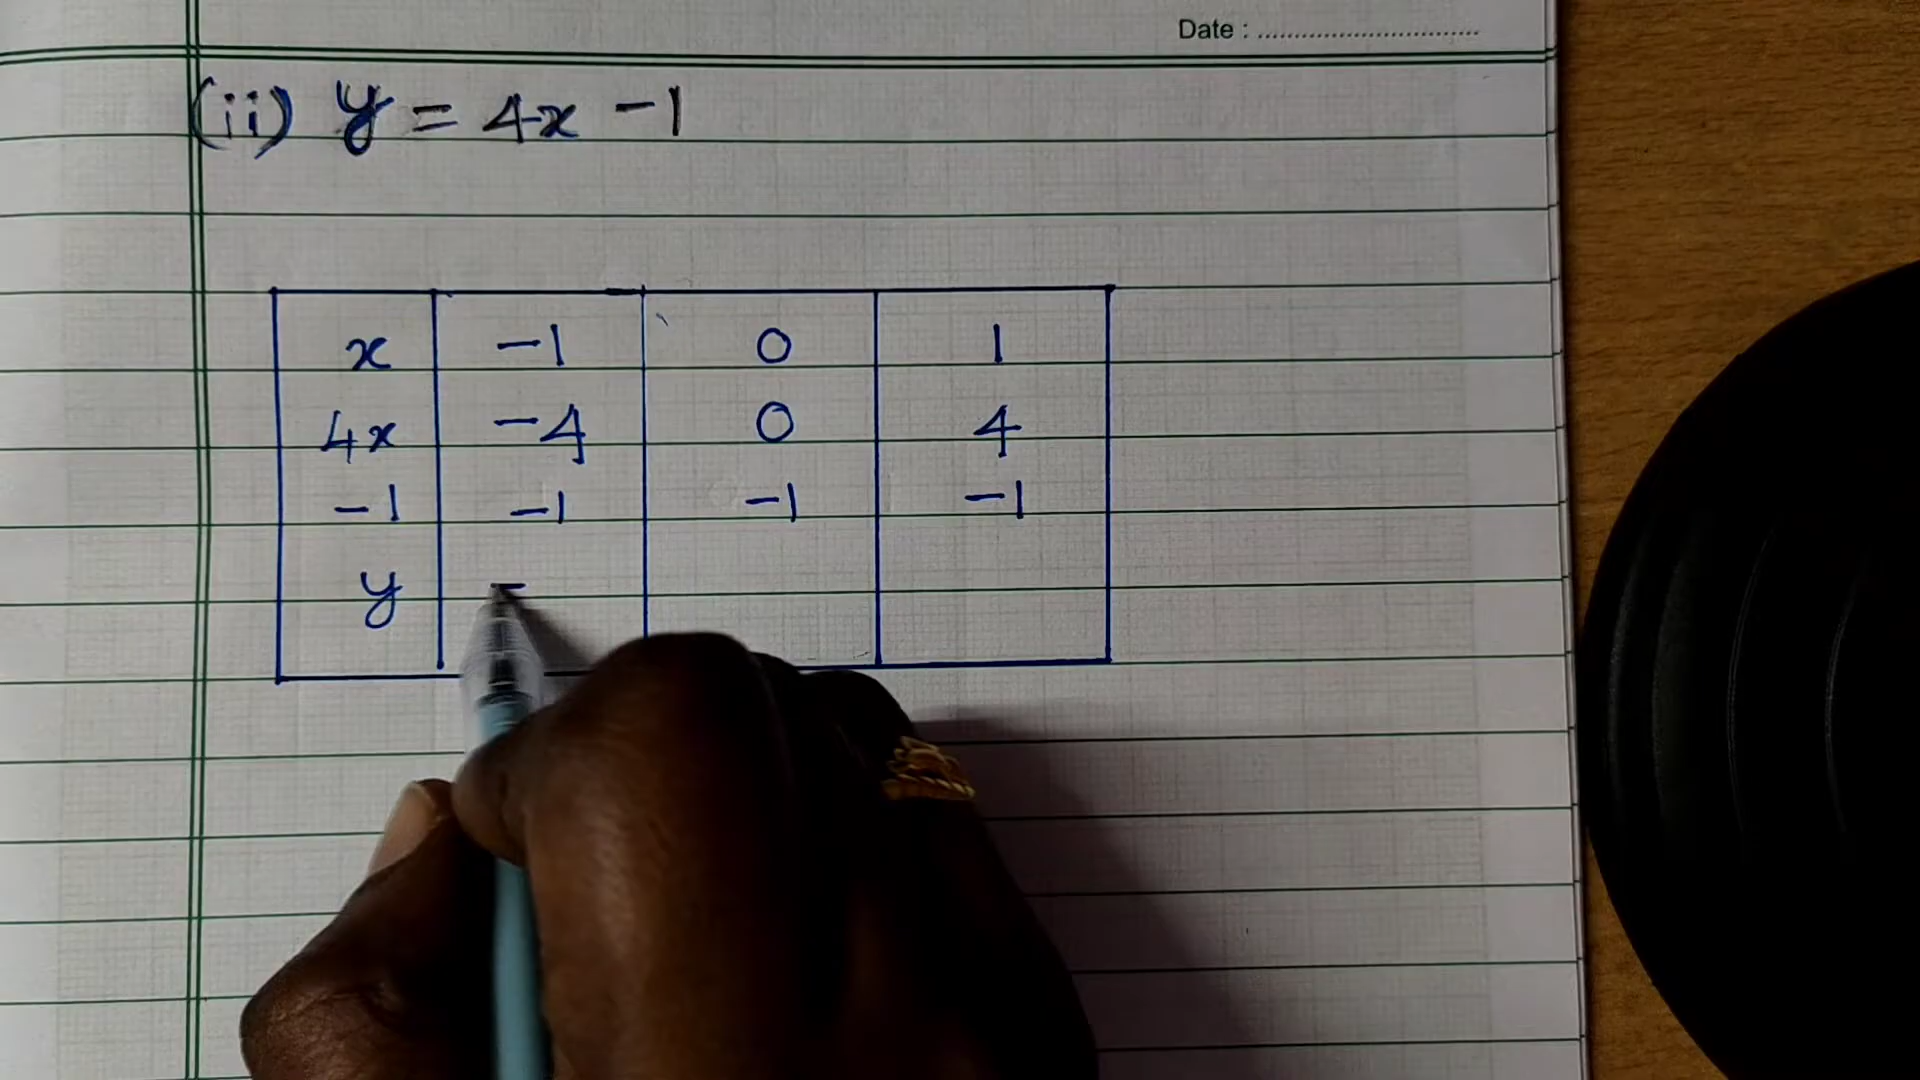 Date : ..............................
(ii) y = 4x -1
x -1 0 1
4x -4 0 4
-1 -1 -1 -1
y -